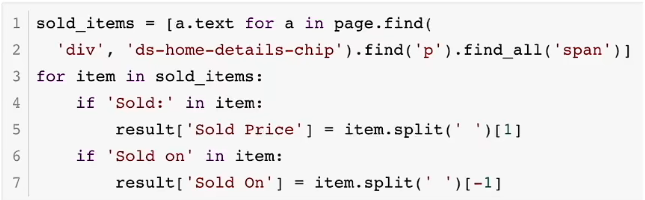 1 sold_items = [a.text for a in page.find(
2   'div', 'ds-home-details-chip').find('p').find_all('span')]
3 for item in sold_items:
4     if 'Sold:' in item:
5         result['Sold Price'] = item.split(' ')[1]
6     if 'Sold on' in item:
7         result['Sold On'] = item.split(' ')[-1]